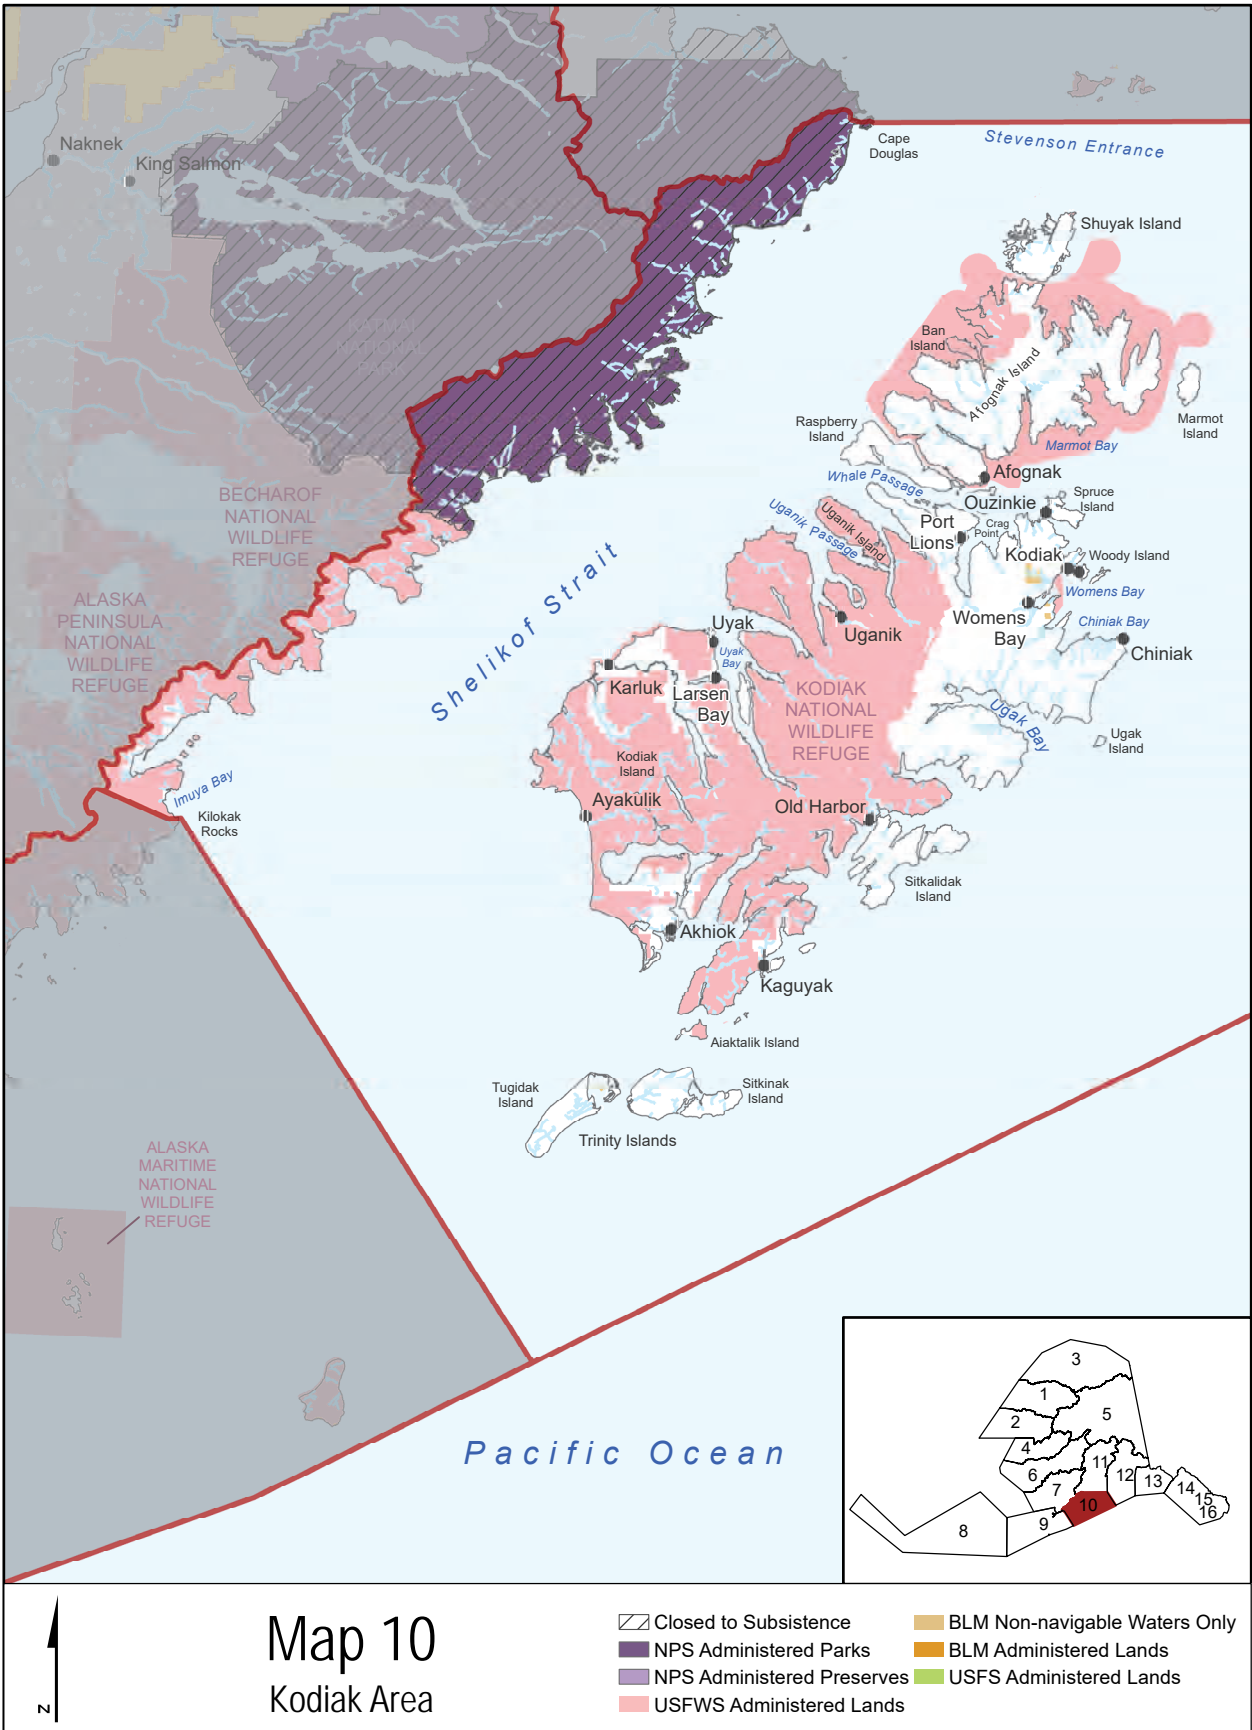 Stevenson Entrance
Cape
Douglas
Naknek
King Salmon
Shuyak Island
KATMAI
NATIONAL
PARK
Ban
Island
Afognak Island
Marmot
Island
Raspberry
Island
Marmot Bay
Afognak
Whale Passage
Ouzinkie
Spruce
Island
Uganik Passage
Uganik Island
Port
Lions
Crag
Point
Kodiak
Woody Island
Womens Bay
Womens
Bay
Chiniak Bay
Chiniak
BECHAROF
NATIONAL
WILDLIFE
REFUGE
Shelikof Strait
ALASKA
PENINSULA
NATIONAL
WILDLIFE
REFUGE
Uyak
Uyak
Bay
Uganik
Karluk
Larsen
Bay
KODIAK
NATIONAL
WILDLIFE
REFUGE
Ugak Bay
Ugak
Island
Kodiak
Island
Imuya Bay
Kilokak
Rocks
Ayakulik
Old Harbor
Sitkalidak
Island
Akhiok
Kaguyak
Aiaktalik Island
Tugidak
Island
Sitkinak
Island
Trinity Islands
ALASKA
MARITIME
NATIONAL
WILDLIFE
REFUGE
Pacific Ocean
3
1
5
2
4
11
6
12
13
7
14
10
15
16
9
8
N
Map 10
Kodiak Area
Closed to Subsistence
NPS Administered Parks
NPS Administered Preserves
USFWS Administered Lands
BLM Non-navigable Waters Only
BLM Administered Lands
USFS Administered Lands